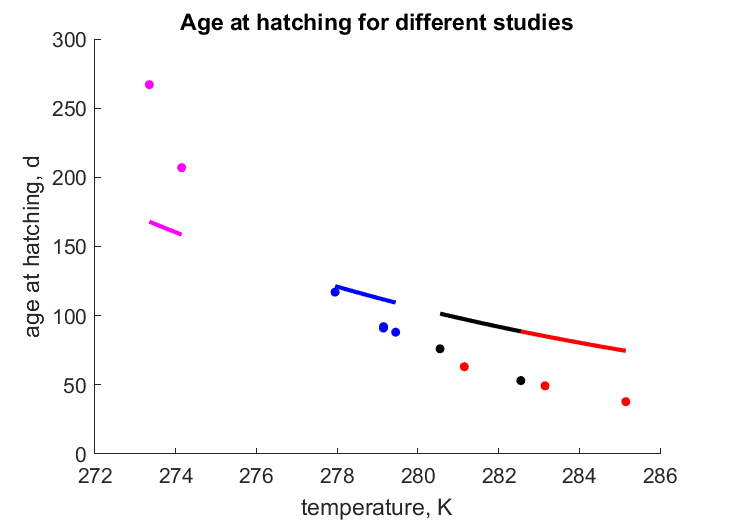 Age at hatching for different studies
300
250
200
150
100
50
0
age at hatching, d
272 274 276 278 280 282 284 286
temperature, K